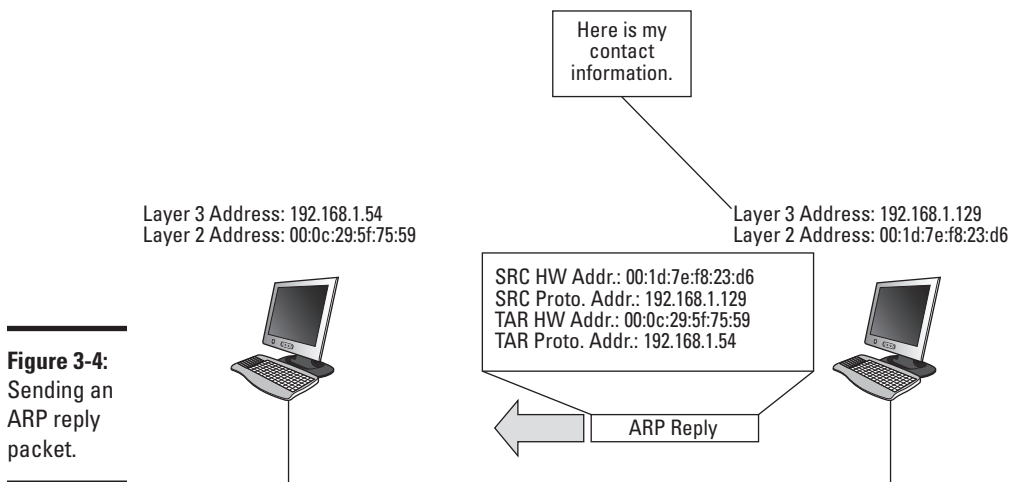 Here is my
contact
information.
Layer 3 Address: 192.168.1.54
Layer 2 Address: 00:0c:29:5f:75:59
Layer 3 Address: 192.168.1.129
Layer 2 Address: 00:1d:7e:f8:23:d6
SRC HW Addr.: 00:1d:7e:f8:23:d6
SRC Proto. Addr.: 192.168.1.129
TAR HW Addr.: 00:0c:29:5f:75:59
TAR Proto. Addr.: 192.168.1.54
ARP Reply
Figure 3-4:
Sending an
ARP reply
packet.